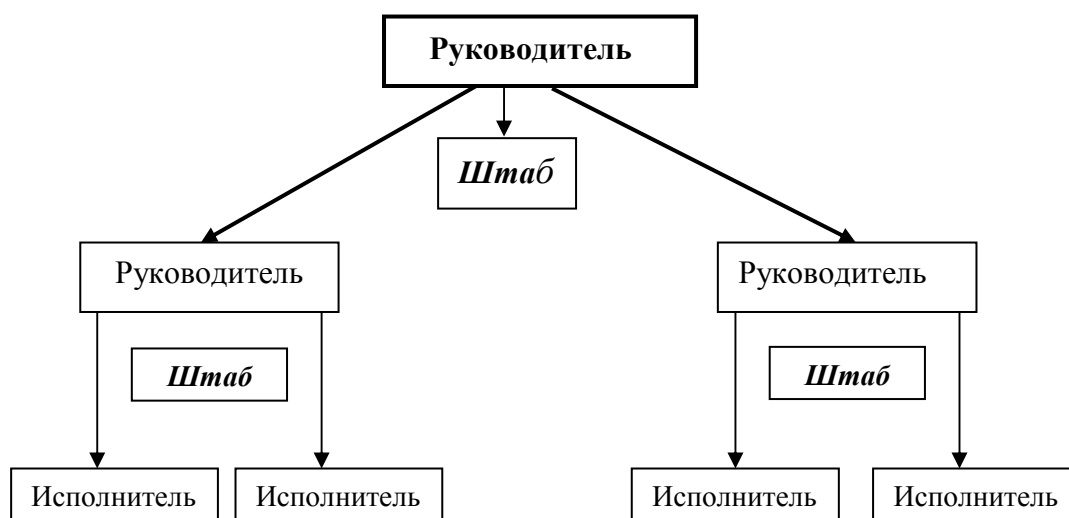 Руководитель
Штаб
Руководитель
Руководитель
Штаб
Штаб
Исполнитель
Исполнитель
Исполнитель
Исполнитель